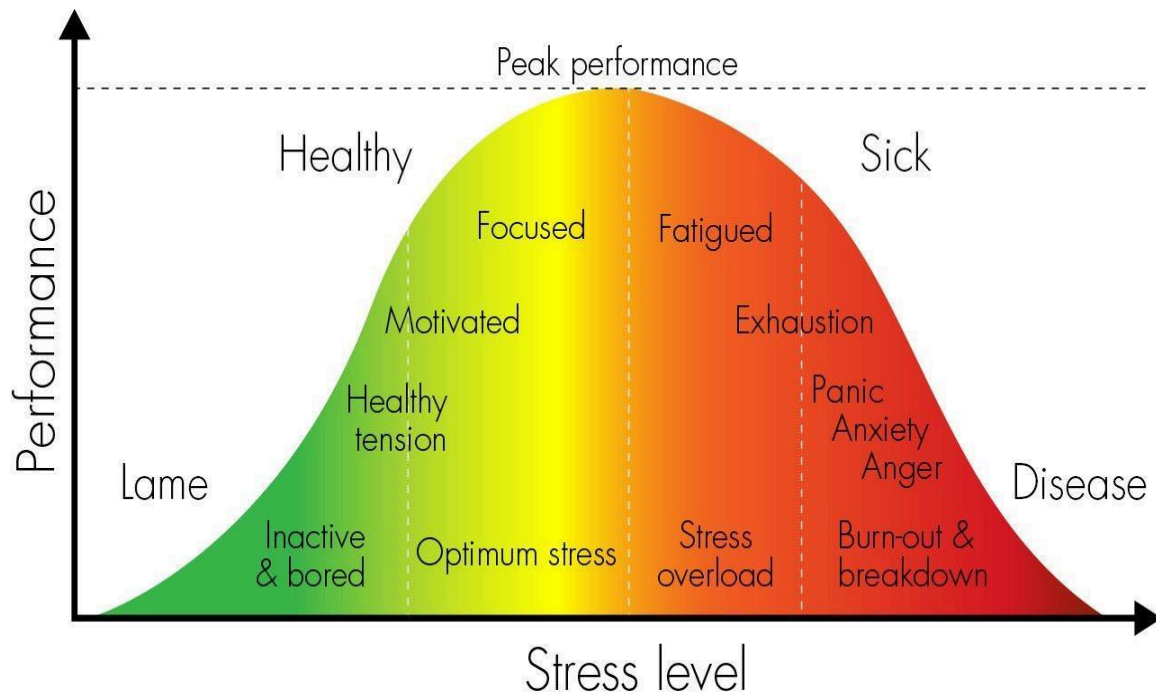 Peak performance
Healthy
Sick
Focused
Fatigued
Motivated
Exhaustion
Healthy
tension
Panic
Anxiety
Anger
Lame
Disease
Inactive
& bored
Optimum stress
Stress
overload
Burn-out &
breakdown
Performance
Stress level